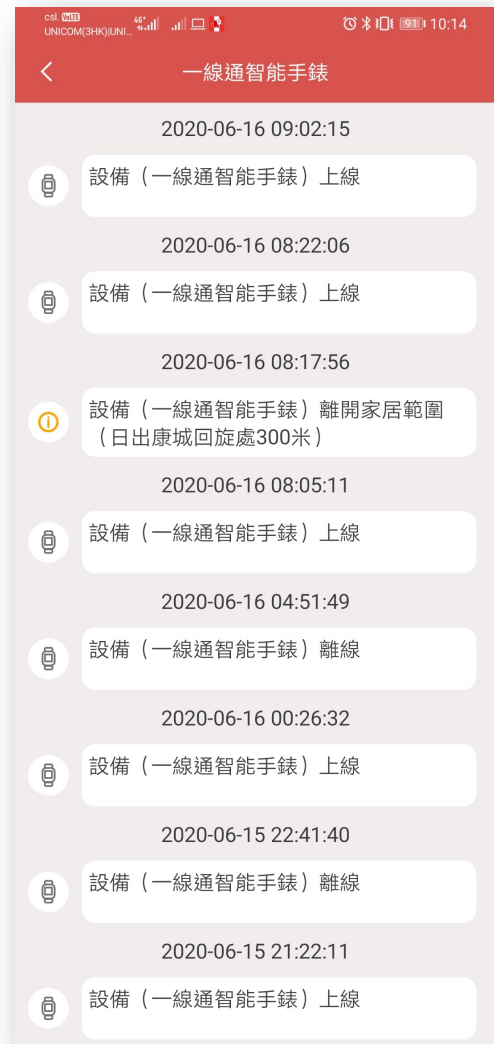 csl. VoLTE
UNICOM(3HK)|UNI...
4G+
91
10:14
一線通智能手錶
2020-06-16 09:02:15
設備（一線通智能手錶）上線
2020-06-16 08:22:06
設備（一線通智能手錶）上線
2020-06-16 08:17:56
設備（一線通智能手錶）離開家居範圍
（日出康城回旋處300米）
2020-06-16 08:05:11
設備（一線通智能手錶）上線
2020-06-16 04:51:49
設備（一線通智能手錶）離線
2020-06-16 00:26:32
設備（一線通智能手錶）上線
2020-06-15 22:41:40
設備（一線通智能手錶）離線
2020-06-15 21:22:11
設備（一線通智能手錶）上線